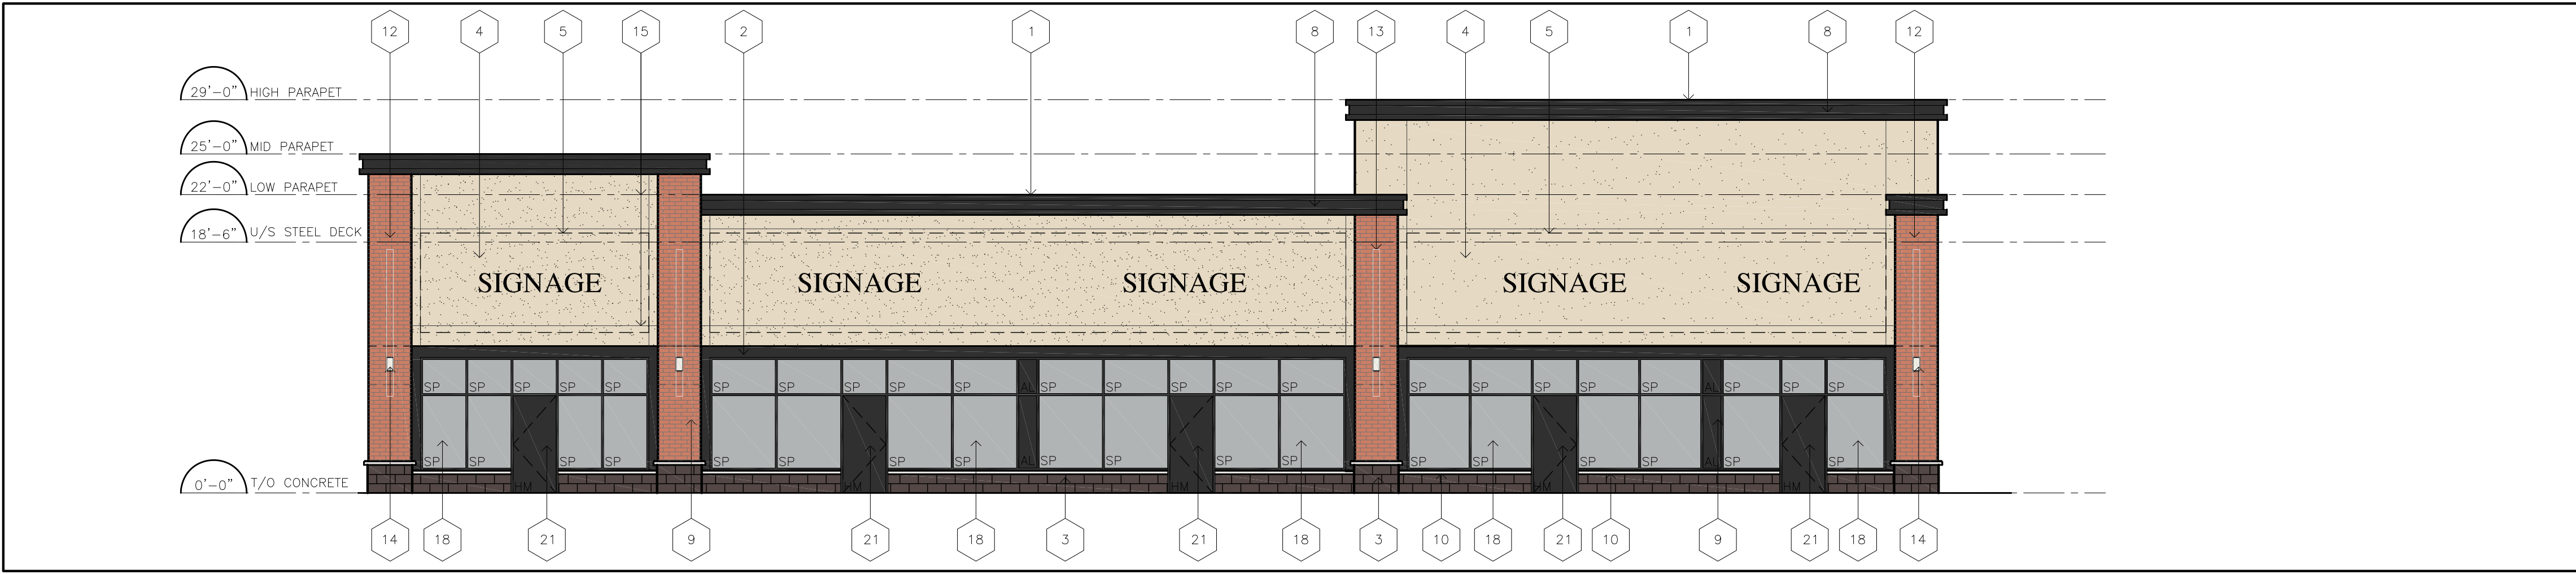 12 4 5 15 2 1 8 13 4 5 1 8 12
29'-0" HIGH PARAPET
25'-0" MID PARAPET
22'-0" LOW PARAPET
18'-6" U/S STEEL DECK
SIGNAGE SIGNAGE SIGNAGE SIGNAGE SIGNAGE
SP SP SP SP SP SP SP SP SP SP AL SP SP SP SP SP SP SP SP SP SP AL SP SP SP
SP SP SP SP SP SP SP SP AL SP SP SP SP SP SP SP SP AL SP SP
0'-0" T/O CONCRETE HM HM HM HM HM
14 18 21 9 21 18 3 21 18 3 10 18 21 10 9 21 18 14